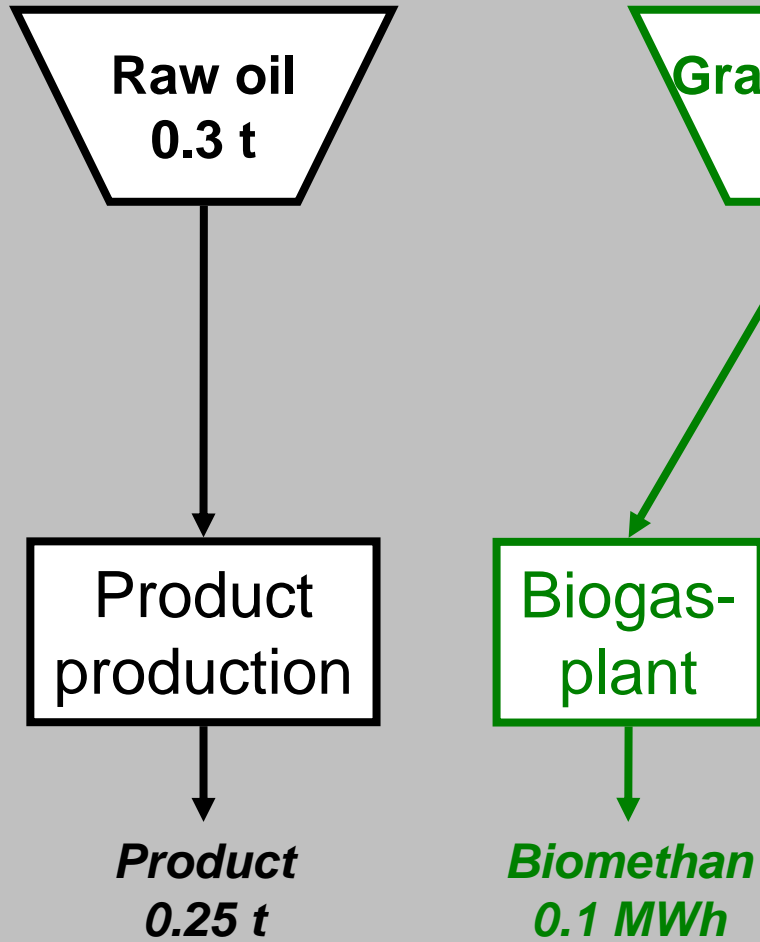 Raw oil
0.3 t
Product
production
Product
0.25 t
Biogas-
plant
Biomethan
0.1 MWh